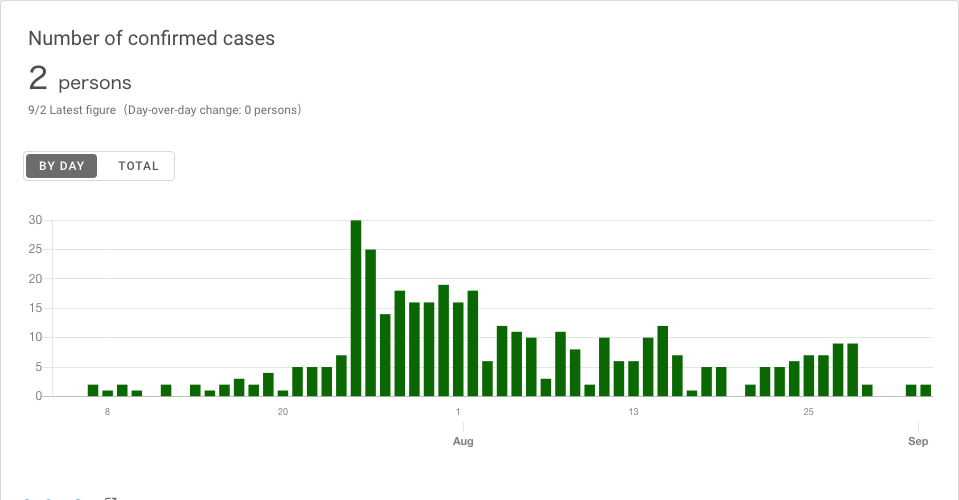 Number of confirmed cases
2 persons
9/2 Latest figure（Day-over-day change: 0 persons）
BY DAY TOTAL
30
25
20
15
10
5
0
8 20 1 13 25
Aug Sep